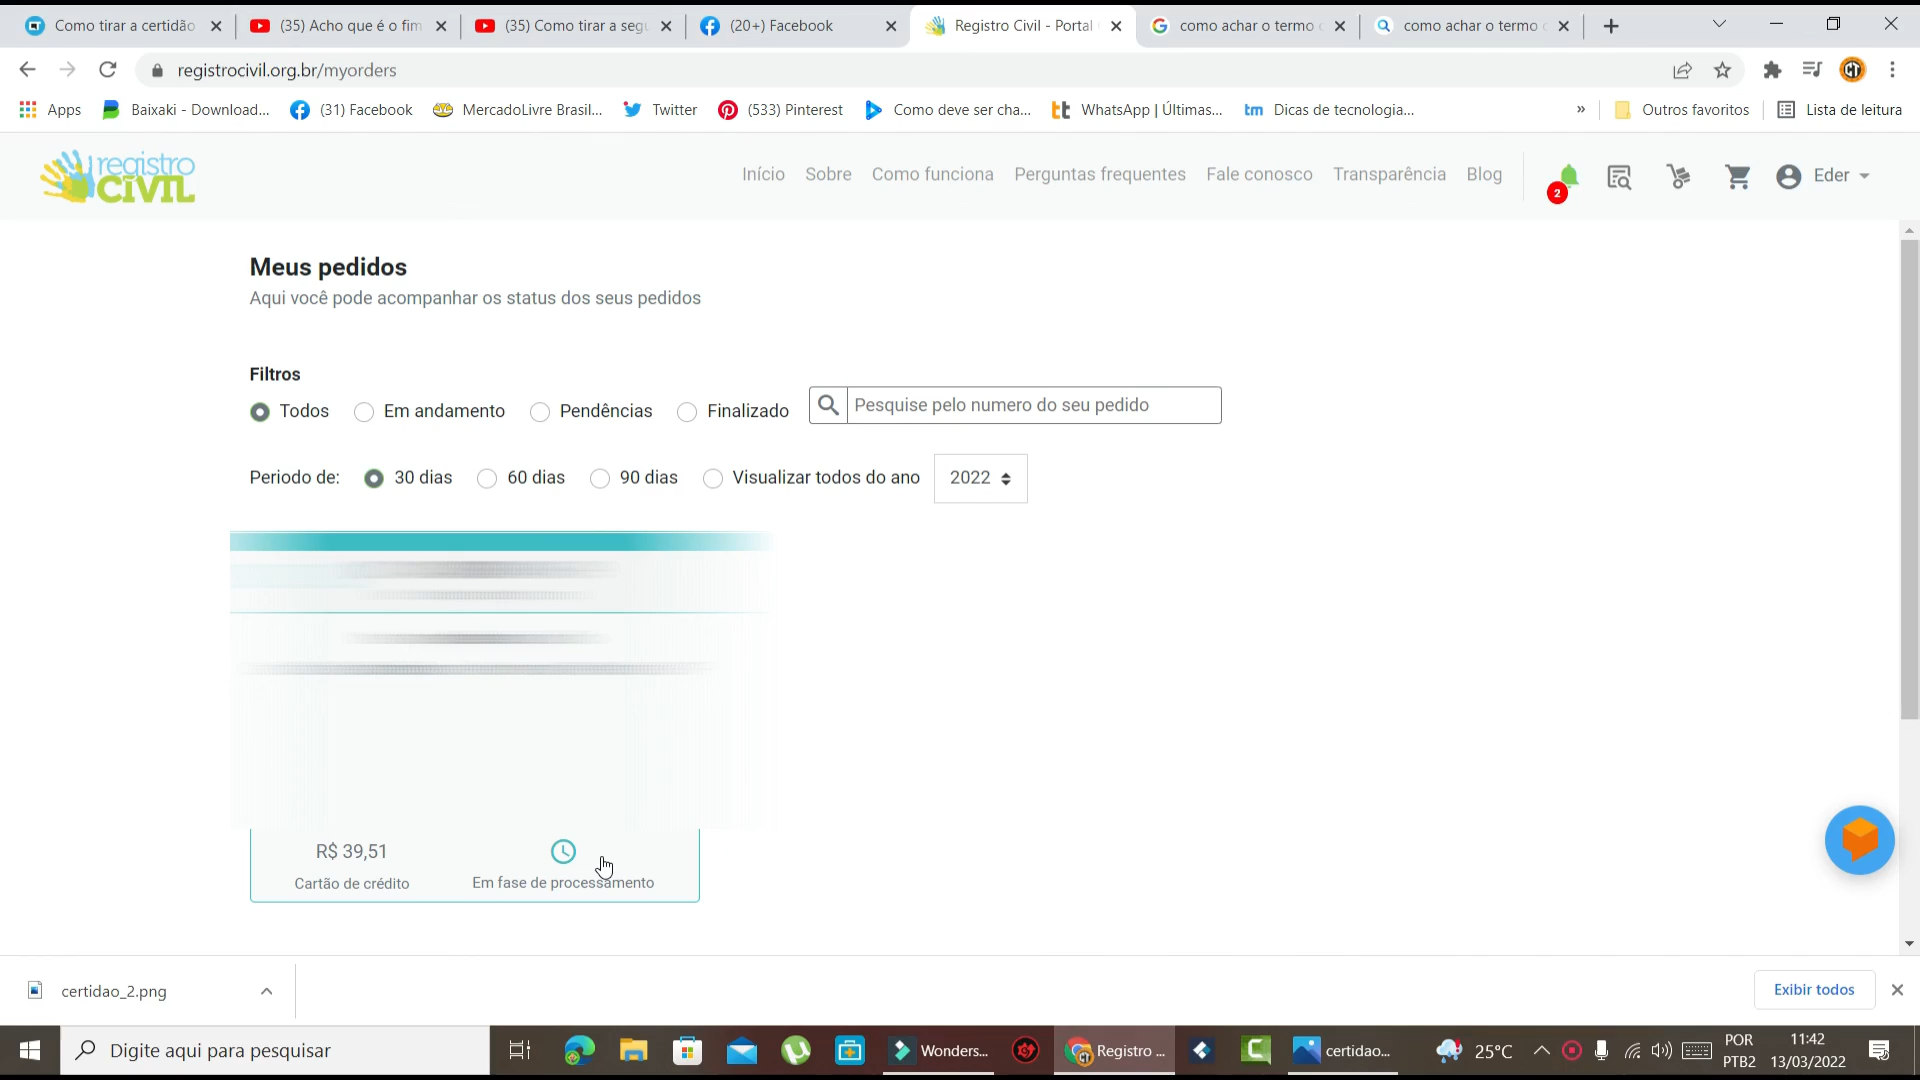 Como tirar a certidão
(35) Acho que é o fim
(35) Como tirar a segu
(20+) Facebook
Registro Civil - Portal
como achar o termo
como achar o termo
registrocivil.org.br/myorders
Apps
Baixaki - Download...
(31) Facebook
MercadoLivre Brasil...
Twitter
(533) Pinterest
Como deve ser cha...
WhatsApp | Últimas...
Dicas de tecnologia...
»
Outros favoritos
Lista de leitura
registro
CIVIL
Início
Sobre
Como funciona
Perguntas frequentes
Fale conosco
Transparência
Blog
2
Eder
Meus pedidos
Aqui você pode acompanhar os status dos seus pedidos
Filtros
Todos
Em andamento
Pendências
Finalizado
Pesquise pelo numero do seu pedido
Periodo de:
30 dias
60 dias
90 dias
Visualizar todos do ano
2022
R$ 39,51
Cartão de crédito
Em fase de processamento
certidao_2.png
Exibir todos
Digite aqui para pesquisar
Wonders...
Registro ...
certidao...
25°C
POR
PTB2
11:42
13/03/2022